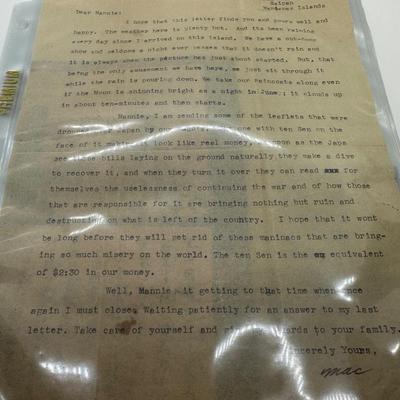 Saipan
Marianas Islands
Dear Mannie:
I hope that this letter finds you and yours well and
happy. The weather here is plenty hot. And its been raining
every day since I arrived on this island. We have a out-door
show and seldome a night ever passes that it doesn't rain and
it is always when the picture has just about started. But, that
being the only amusement we have here, we just sit through it
while the rain is pouring down. We take our raincoats along even
if the Moon is shinning bright as a night in June; it clouds up
in about ten-minutes and then starts.
Mannie, I am sending some of the leaflets that were
dropped Japan by our one with ten Sen on the
face of it look like real money, soon as the Japs
see these bills laying on the ground naturally they make a dive
to recover it, and when they turn it over they can read xxx for
themselves the uselessness of continuing the war and of how those
that are responsible for it are bringing nothing but ruin and
destruction on what is left of the country. I hope that it wont
be long before they will get rid of these maniacs that are bring-
ing so much misery on the world. The ten Sen is the equivalent
of $2:30 in our money.
Well, Mannie, it getting to that time when once
again I must close. Waiting patiently for an answer to my last
letter. Take care of yourself and give my regards to your family.
Sincerely Yours,
Mac